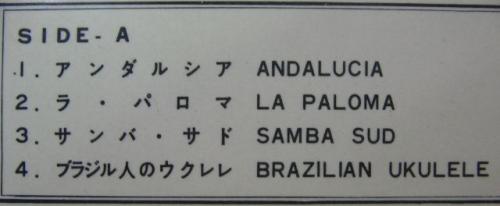 SIDE-A
1. アンダルシア ANDALUCIA
2. ラ・パロマ LA PALOMA
3. サンバ・サド SAMBA SUD
4. ブラジル人のウクレレ BRAZILIAN UKULELE